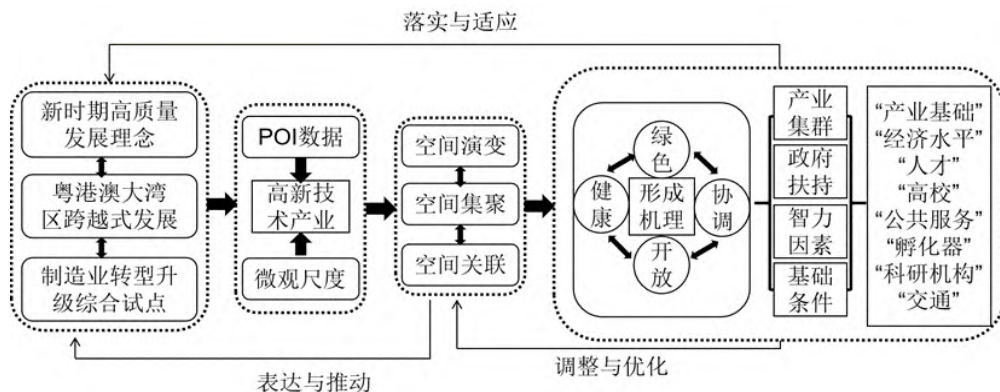 落实与适应
新时期高质量
发展理念
粤港澳大湾
区跨越式发展
制造业转型升
级综合试点
POI数据
高新技
术产业
微观尺度
空间演变
空间集聚
空间关联
绿
色
健
康
形成
机理
协
调
开
放
产业
集群
政府
扶持
智力
因素
基础
条件
“产业基础”
“经济水平”
“人才”
“高校”
“公共服务”
“孵化器”
“科研机构”
“交通”
表达与推动
调整与优化